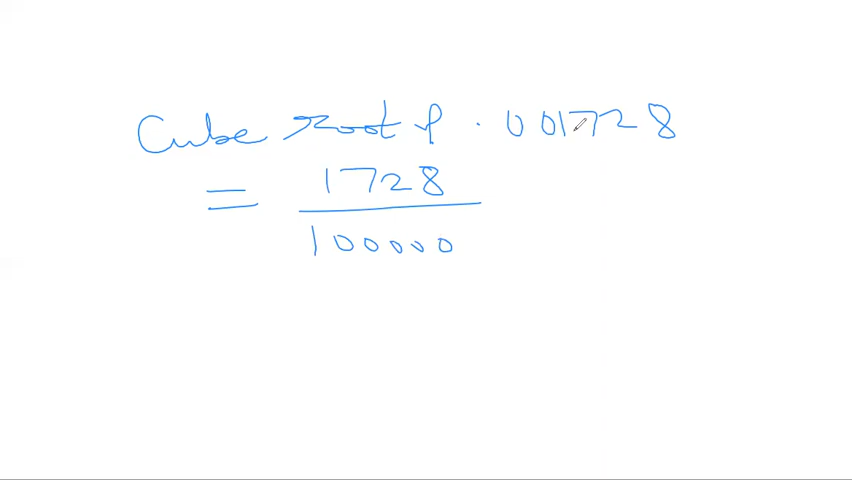 Cube Root of .001728
= 1728
100000